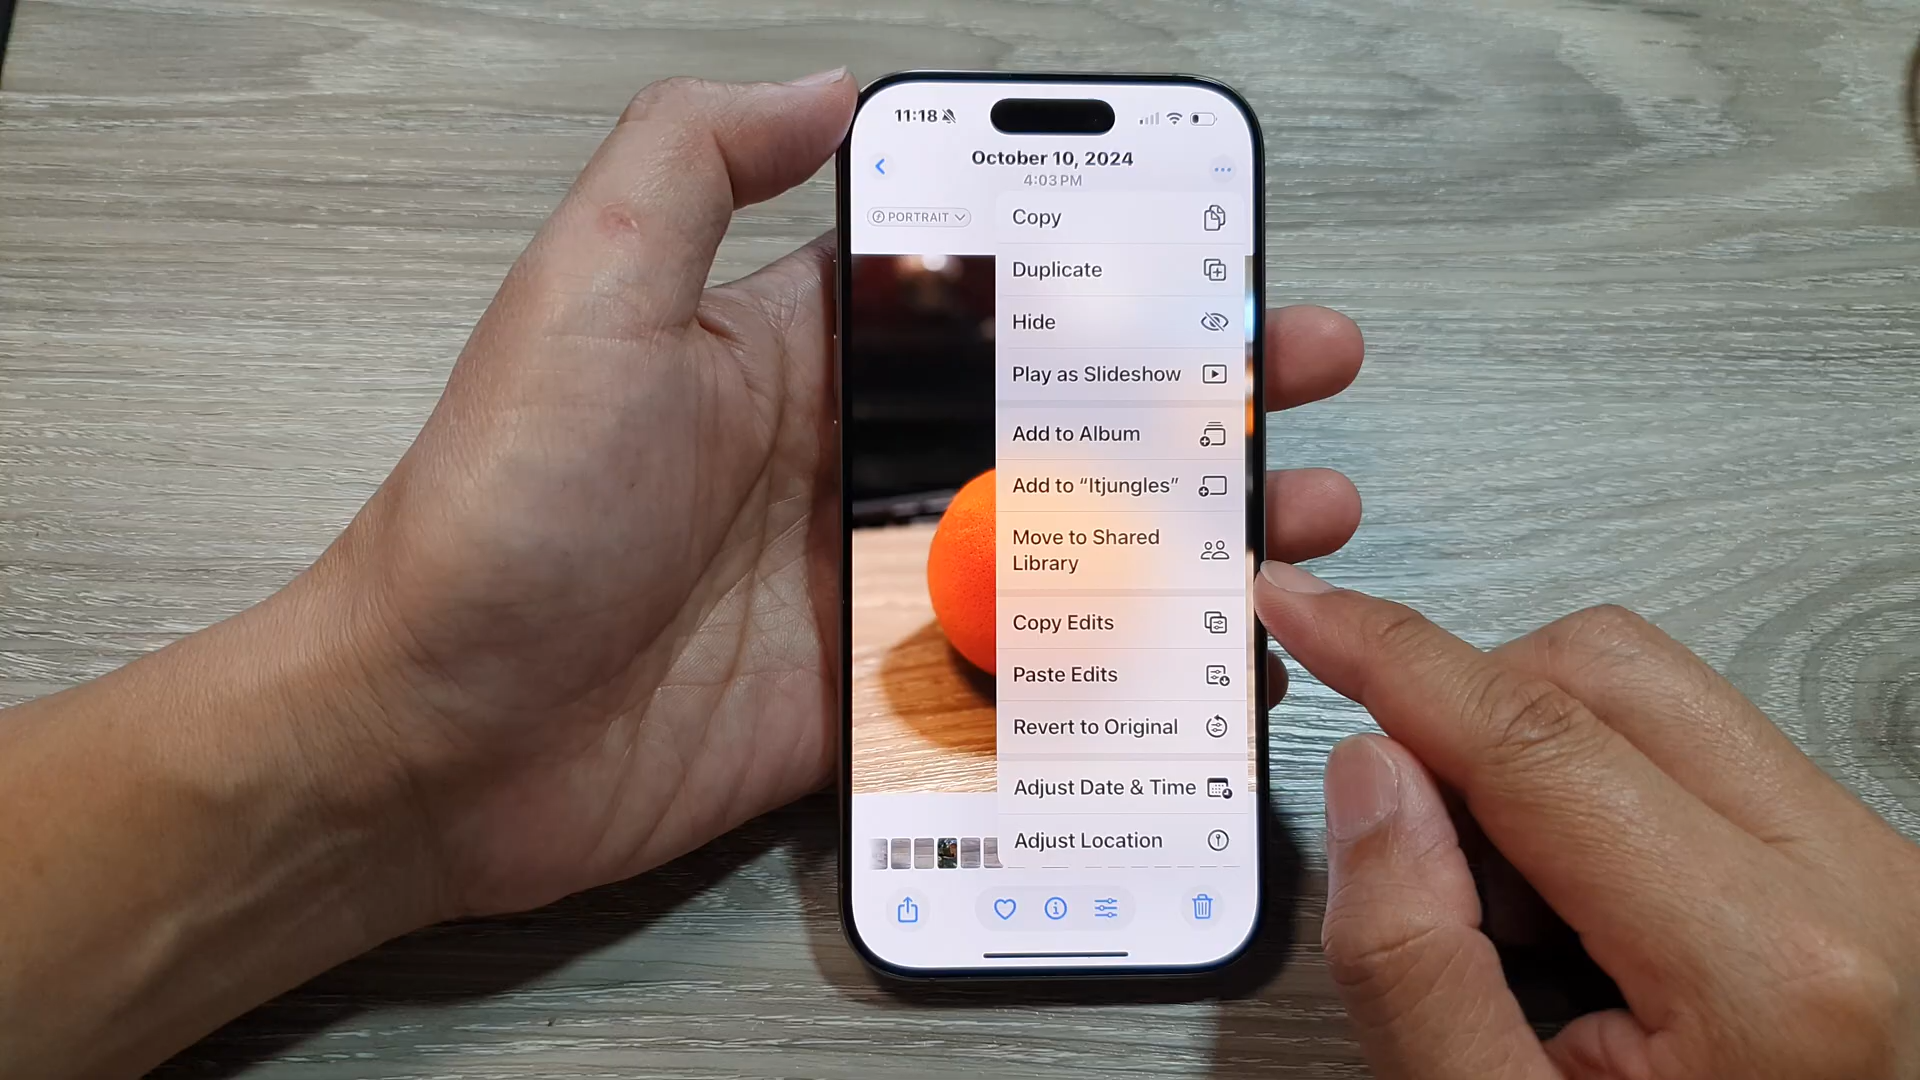 11:18
October 10, 2024
4:03 PM
PORTRAIT
Copy
Duplicate
Hide
Play as Slideshow
Add to Album
Add to “Itjungles”
Move to Shared
Library
Copy Edits
Paste Edits
Revert to Original
Adjust Date & Time
Adjust Location